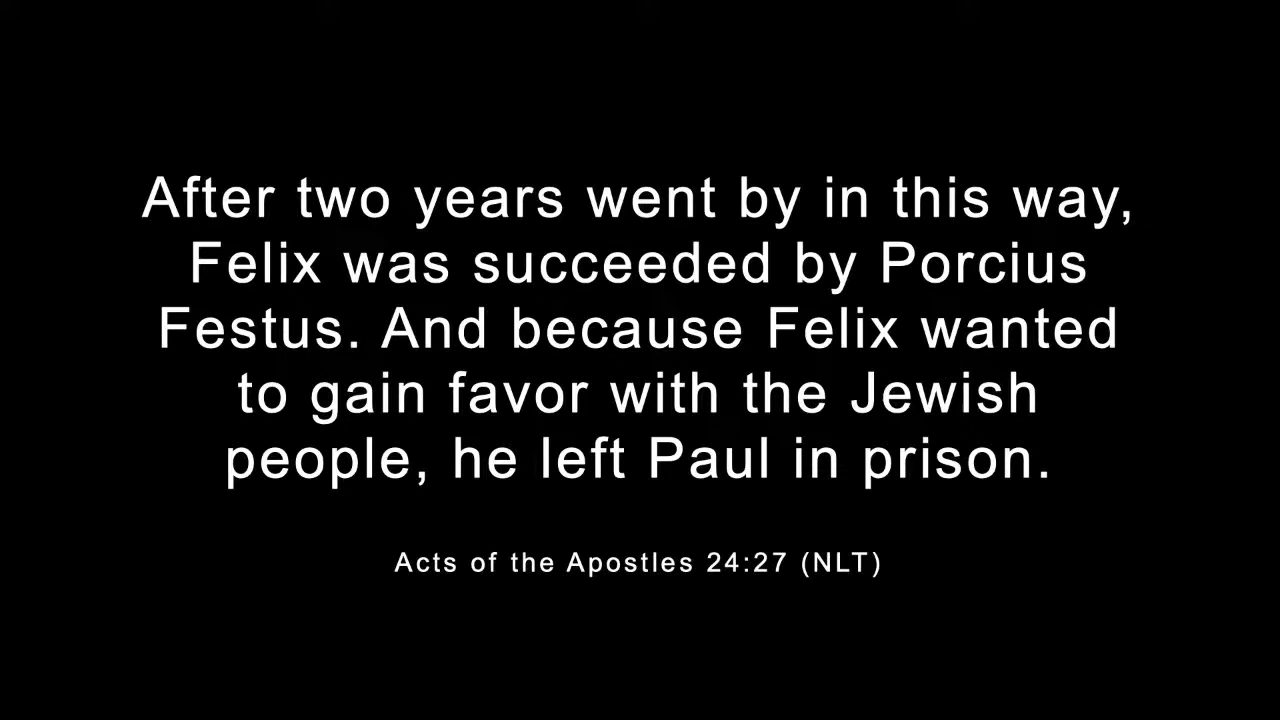 After two years went by in this way,
Felix was succeeded by Porcius
Festus. And because Felix wanted
to gain favor with the Jewish
people, he left Paul in prison.
Acts of the Apostles 24:27 (NLT)